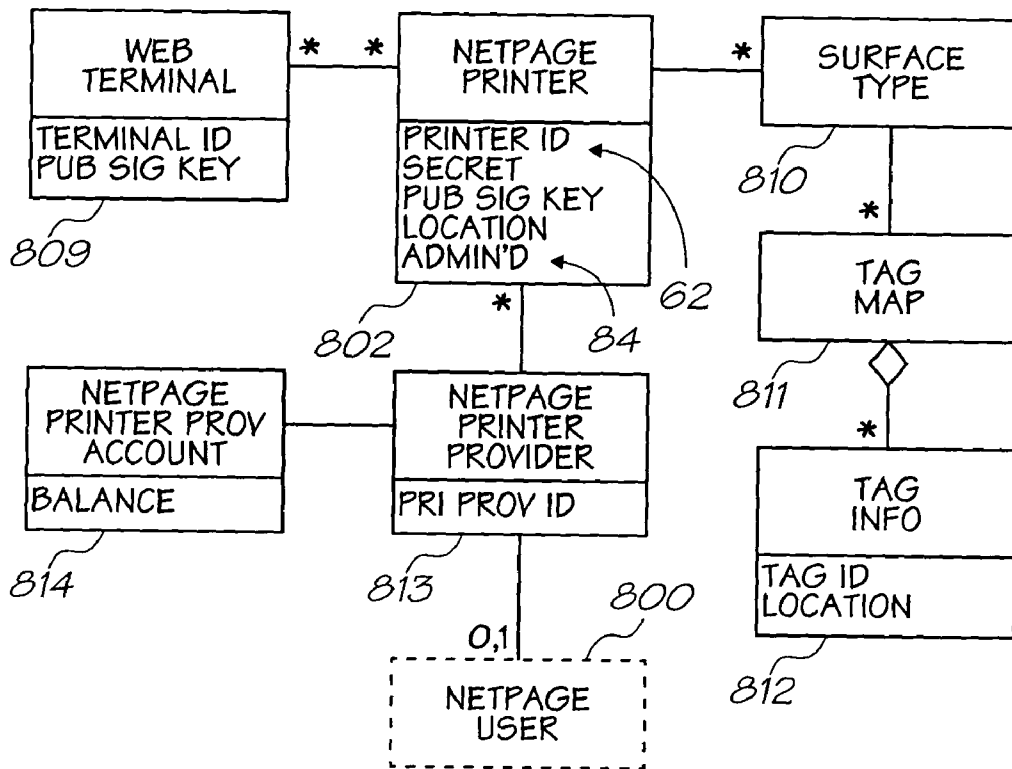 WEB
TERMINAL
TERMINAL ID
PUB SIG KEY
809
*
*
NETPAGE
PRINTER
PRINTER ID
SECRET
PUB SIG KEY
LOCATION
ADMIN'D
802
62
84
*
*
SURFACE
TYPE
810
*
TAG
MAP
811
*
TAG
INFO
TAG ID
LOCATION
812
NETPAGE
PRINTER PROV
ACCOUNT
BALANCE
814
NETPAGE
PRINTER
PROVIDER
PRI PROV ID
813
800
0,1
NETPAGE
USER